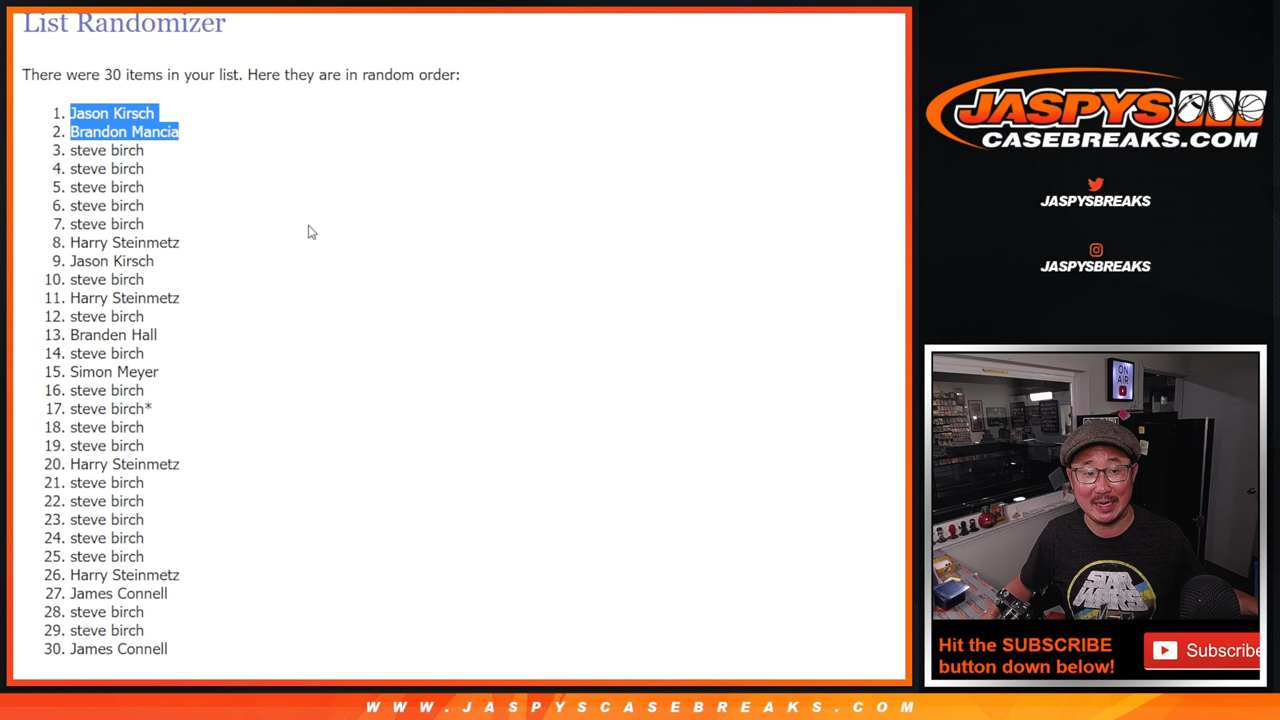 List Randomizer
There were 30 items in your list. Here they are in random order:
1. Jason Kirsch
2. Brandon Mancia
3. steve birch
4. steve birch
5. steve birch
6. steve birch
7. steve birch
8. Harry Steinmetz
9. Jason Kirsch
10. steve birch
11. Harry Steinmetz
12. steve birch
13. Branden Hall
14. steve birch
15. Simon Meyer
16. steve birch
17. steve birch*
18. steve birch
19. steve birch
20. Harry Steinmetz
21. steve birch
22. steve birch
23. steve birch
24. steve birch
25. steve birch
26. Harry Steinmetz
27. James Connell
28. steve birch
29. steve birch
30. James Connell
JASPYS
CASEBREAKS.COM
JASPYSBREAKS
JASPYSBREAKS
ON
AIR
STAR
WARS
Hit the SUBSCRIBE
button down below!
Subscribe
WWW.JASPYSCASEBREAKS.COM